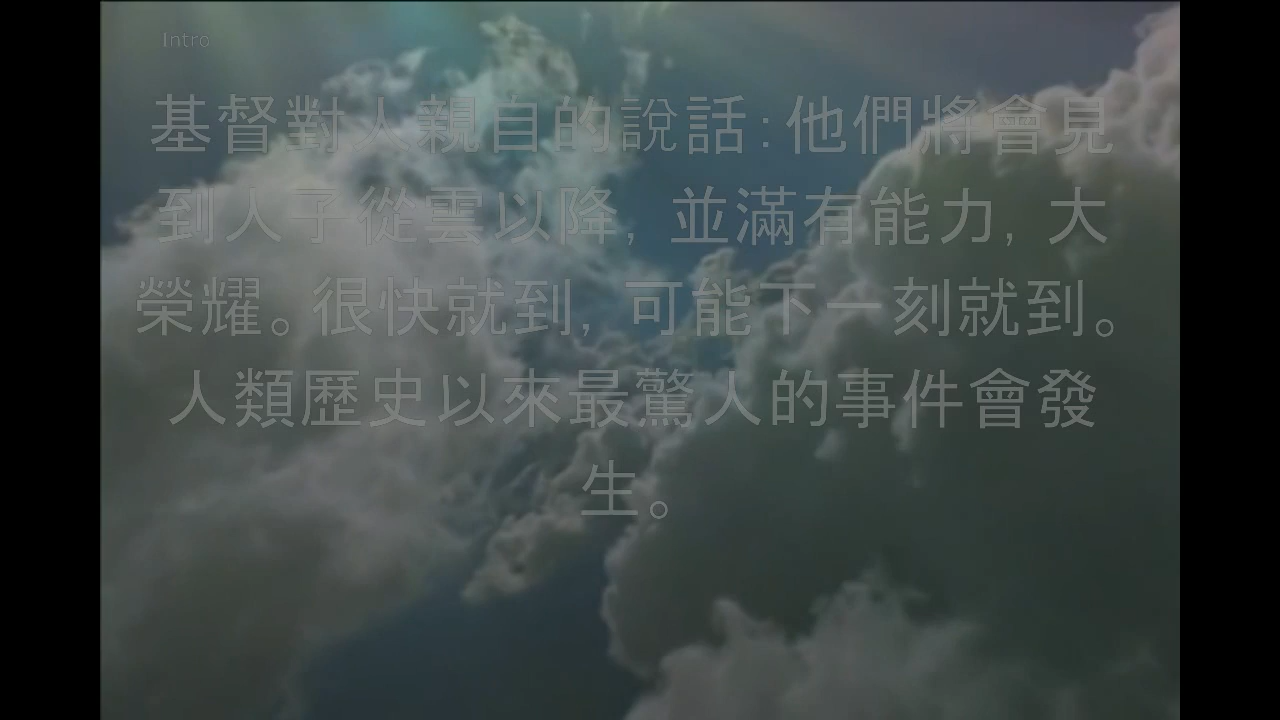 Intro
基督對人親自的說話:他們將會見
到人子從雲以降, 並滿有能力, 大
榮耀。很快就到, 可能下一刻就到。
人類歷史以來最驚人的事件會發
生。